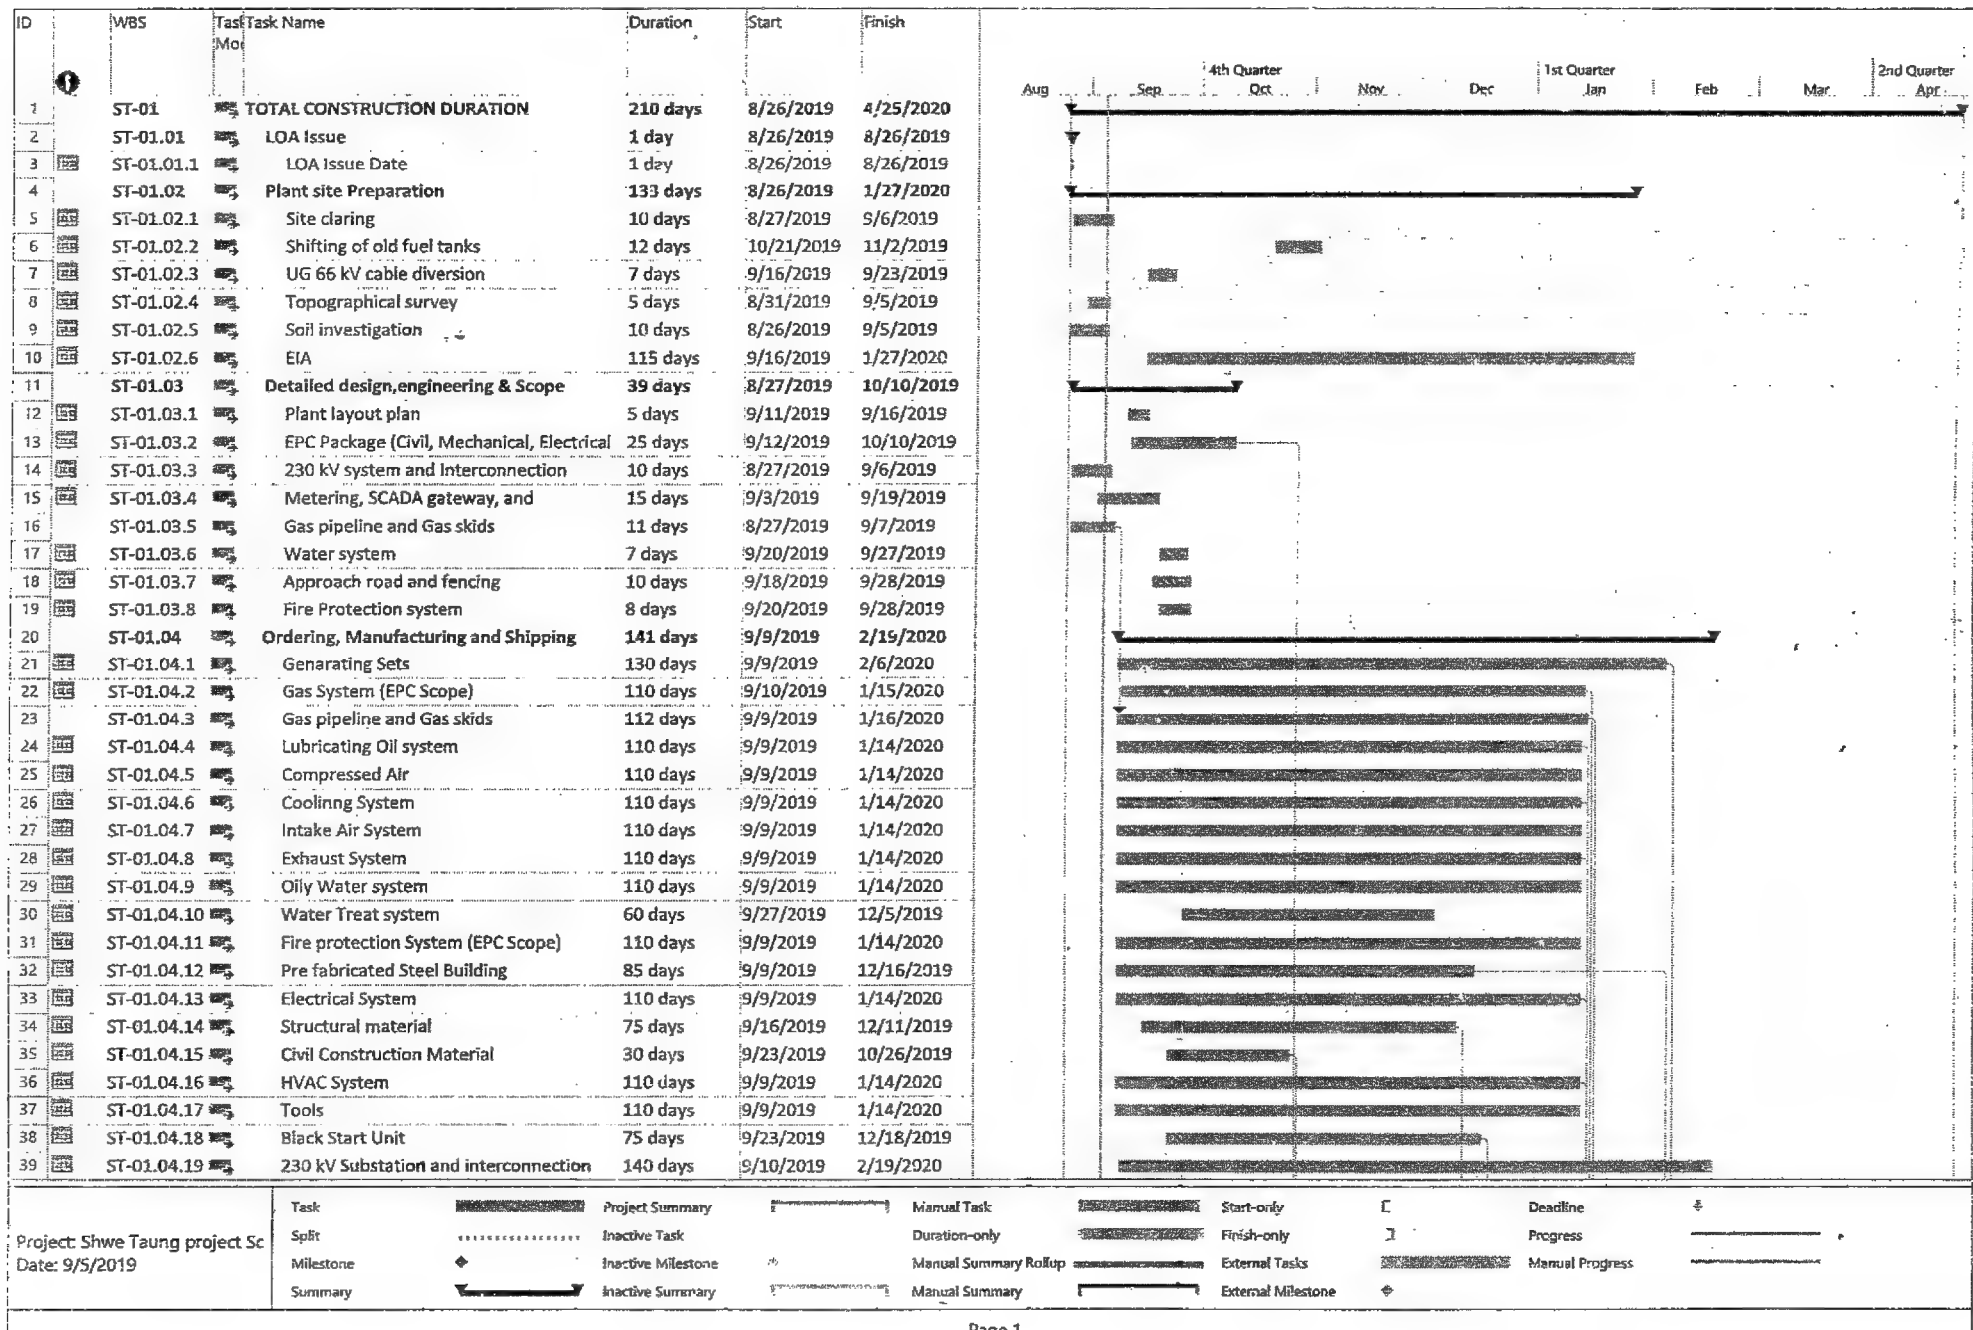 ID WBS Task Task Name Duration Start Finish
Mo
4th Quarter 1st Quarter 2nd Quarter
Aug Sep Oct Nov Dec Jan Feb Mar Apr
1 ST-01 TOTAL CONSTRUCTION DURATION 210 days 8/26/2019 4/25/2020
2 ST-01.01 LOA Issue 1 day 8/26/2019 8/26/2019
3 ST-01.01.1 LOA Issue Date 1 day 8/26/2019 8/26/2019
4 ST-01.02 Plant site Preparation 133 days 8/26/2019 1/27/2020
5 ST-01.02.1 Site claring 10 days 8/27/2019 9/6/2019
6 ST-01.02.2 Shifting of old fuel tanks 12 days 10/21/2019 11/2/2019
7 ST-01.02.3 UG 66 kV cable diversion 7 days 9/16/2019 9/23/2019
8 ST-01.02.4 Topographical survey 5 days 8/31/2019 9/5/2019
9 ST-01.02.5 Soil investigation 10 days 8/26/2019 9/5/2019
10 ST-01.02.6 EIA 115 days 9/16/2019 1/27/2020
11 ST-01.03 Detailed design,engineering & Scope 39 days 8/27/2019 10/10/2019
12 ST-01.03.1 Plant layout plan 5 days 9/11/2019 9/16/2019
13 ST-01.03.2 EPC Package (Civil, Mechanical, Electrical 25 days 9/12/2019 10/10/2019
14 ST-01.03.3 230 kV system and Interconnection 10 days 8/27/2019 9/6/2019
15 ST-01.03.4 Metering, SCADA gateway, and 15 days 9/3/2019 9/19/2019
16 ST-01.03.5 Gas pipeline and Gas skids 11 days 8/27/2019 9/7/2019
17 ST-01.03.6 Water system 7 days 9/20/2019 9/27/2019
18 ST-01.03.7 Approach road and fencing 10 days 9/18/2019 9/28/2019
19 ST-01.03.8 Fire Protection system 8 days 9/20/2019 9/28/2019
20 ST-01.04 Ordering, Manufacturing and Shipping 141 days 9/9/2019 2/19/2020
21 ST-01.04.1 Genarating Sets 130 days 9/9/2019 2/6/2020
22 ST-01.04.2 Gas System (EPC Scope) 110 days 9/10/2019 1/15/2020
23 ST-01.04.3 Gas pipeline and Gas skids 112 days 9/9/2019 1/16/2020
24 ST-01.04.4 Lubricating Oil system 110 days 9/9/2019 1/14/2020
25 ST-01.04.5 Compressed Air 110 days 9/9/2019 1/14/2020
26 ST-01.04.6 Coolinng System 110 days 9/9/2019 1/14/2020
27 ST-01.04.7 Intake Air System 110 days 9/9/2019 1/14/2020
28 ST-01.04.8 Exhaust System 110 days 9/9/2019 1/14/2020
29 ST-01.04.9 Oily Water system 110 days 9/9/2019 1/14/2020
30 ST-01.04.10 Water Treat system 60 days 9/27/2019 12/5/2019
31 ST-01.04.11 Fire protection System (EPC Scope) 110 days 9/9/2019 1/14/2020
32 ST-01.04.12 Pre fabricated Steel Building 85 days 9/9/2019 12/16/2019
33 ST-01.04.13 Electrical System 110 days 9/9/2019 1/14/2020
34 ST-01.04.14 Structural material 75 days 9/16/2019 12/11/2019
35 ST-01.04.15 Civil Construction Material 30 days 9/23/2019 10/26/2019
36 ST-01.04.16 HVAC System 110 days 9/9/2019 1/14/2020
37 ST-01.04.17 Tools 110 days 9/9/2019 1/14/2020
38 ST-01.04.18 Black Start Unit 75 days 9/23/2019 12/18/2019
39 ST-01.04.19 230 kV Substation and interconnection 140 days 9/10/2019 2/19/2020
Project: Shwe Taung project Sc
Date: 9/5/2019
Task Project Summary Manual Task Start-only Deadline
Split Inactive Task Duration-only Finish-only Progress
Milestone Inactive Milestone Manual Summary Rollup External Tasks Manual Progress
Summary Inactive Summary Manual Summary External Milestone
Page 1